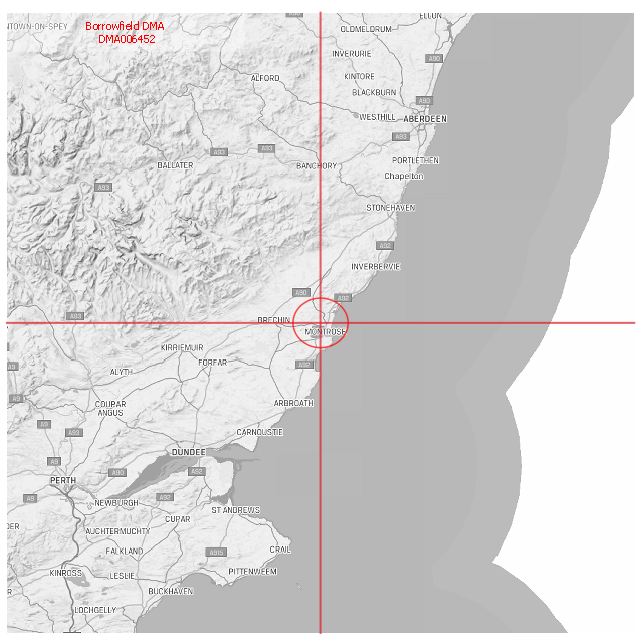 ELLUN
NTOWN-ON-SPEY
Borrowfield DMA
DMA006452
OLDMELDRUM
INVERURIE
A90
KINTORE
ALFORD
BLACKBURN
A90
WESTHILL
ABERDEEN
A93
A93
A93
BALLATER
BANCHORY
PORTLETHEN
Chapelton
A93
STONEHAVEN
A92
INVERBERVIE
A90
A92
A93
BRECHIN
MONTROSE
KIRRIEMUIR
FORFAR
A92
A9
ALYTH
A9
COUPAR
ANGUS
ARBROATH
A9
A93
CARNOUSTIE
DUNDEE
A9
A90
A92
PERTH
A9
A92
NEWBURGH
ST ANDREWS
CUPAR
DER
AUCHTERMUCHTY
FALKLAND
A915
CRAIL
KINROSS
LESLIE
PITTENWEEM
BUCKHAVEN
R
LOCHGELLY